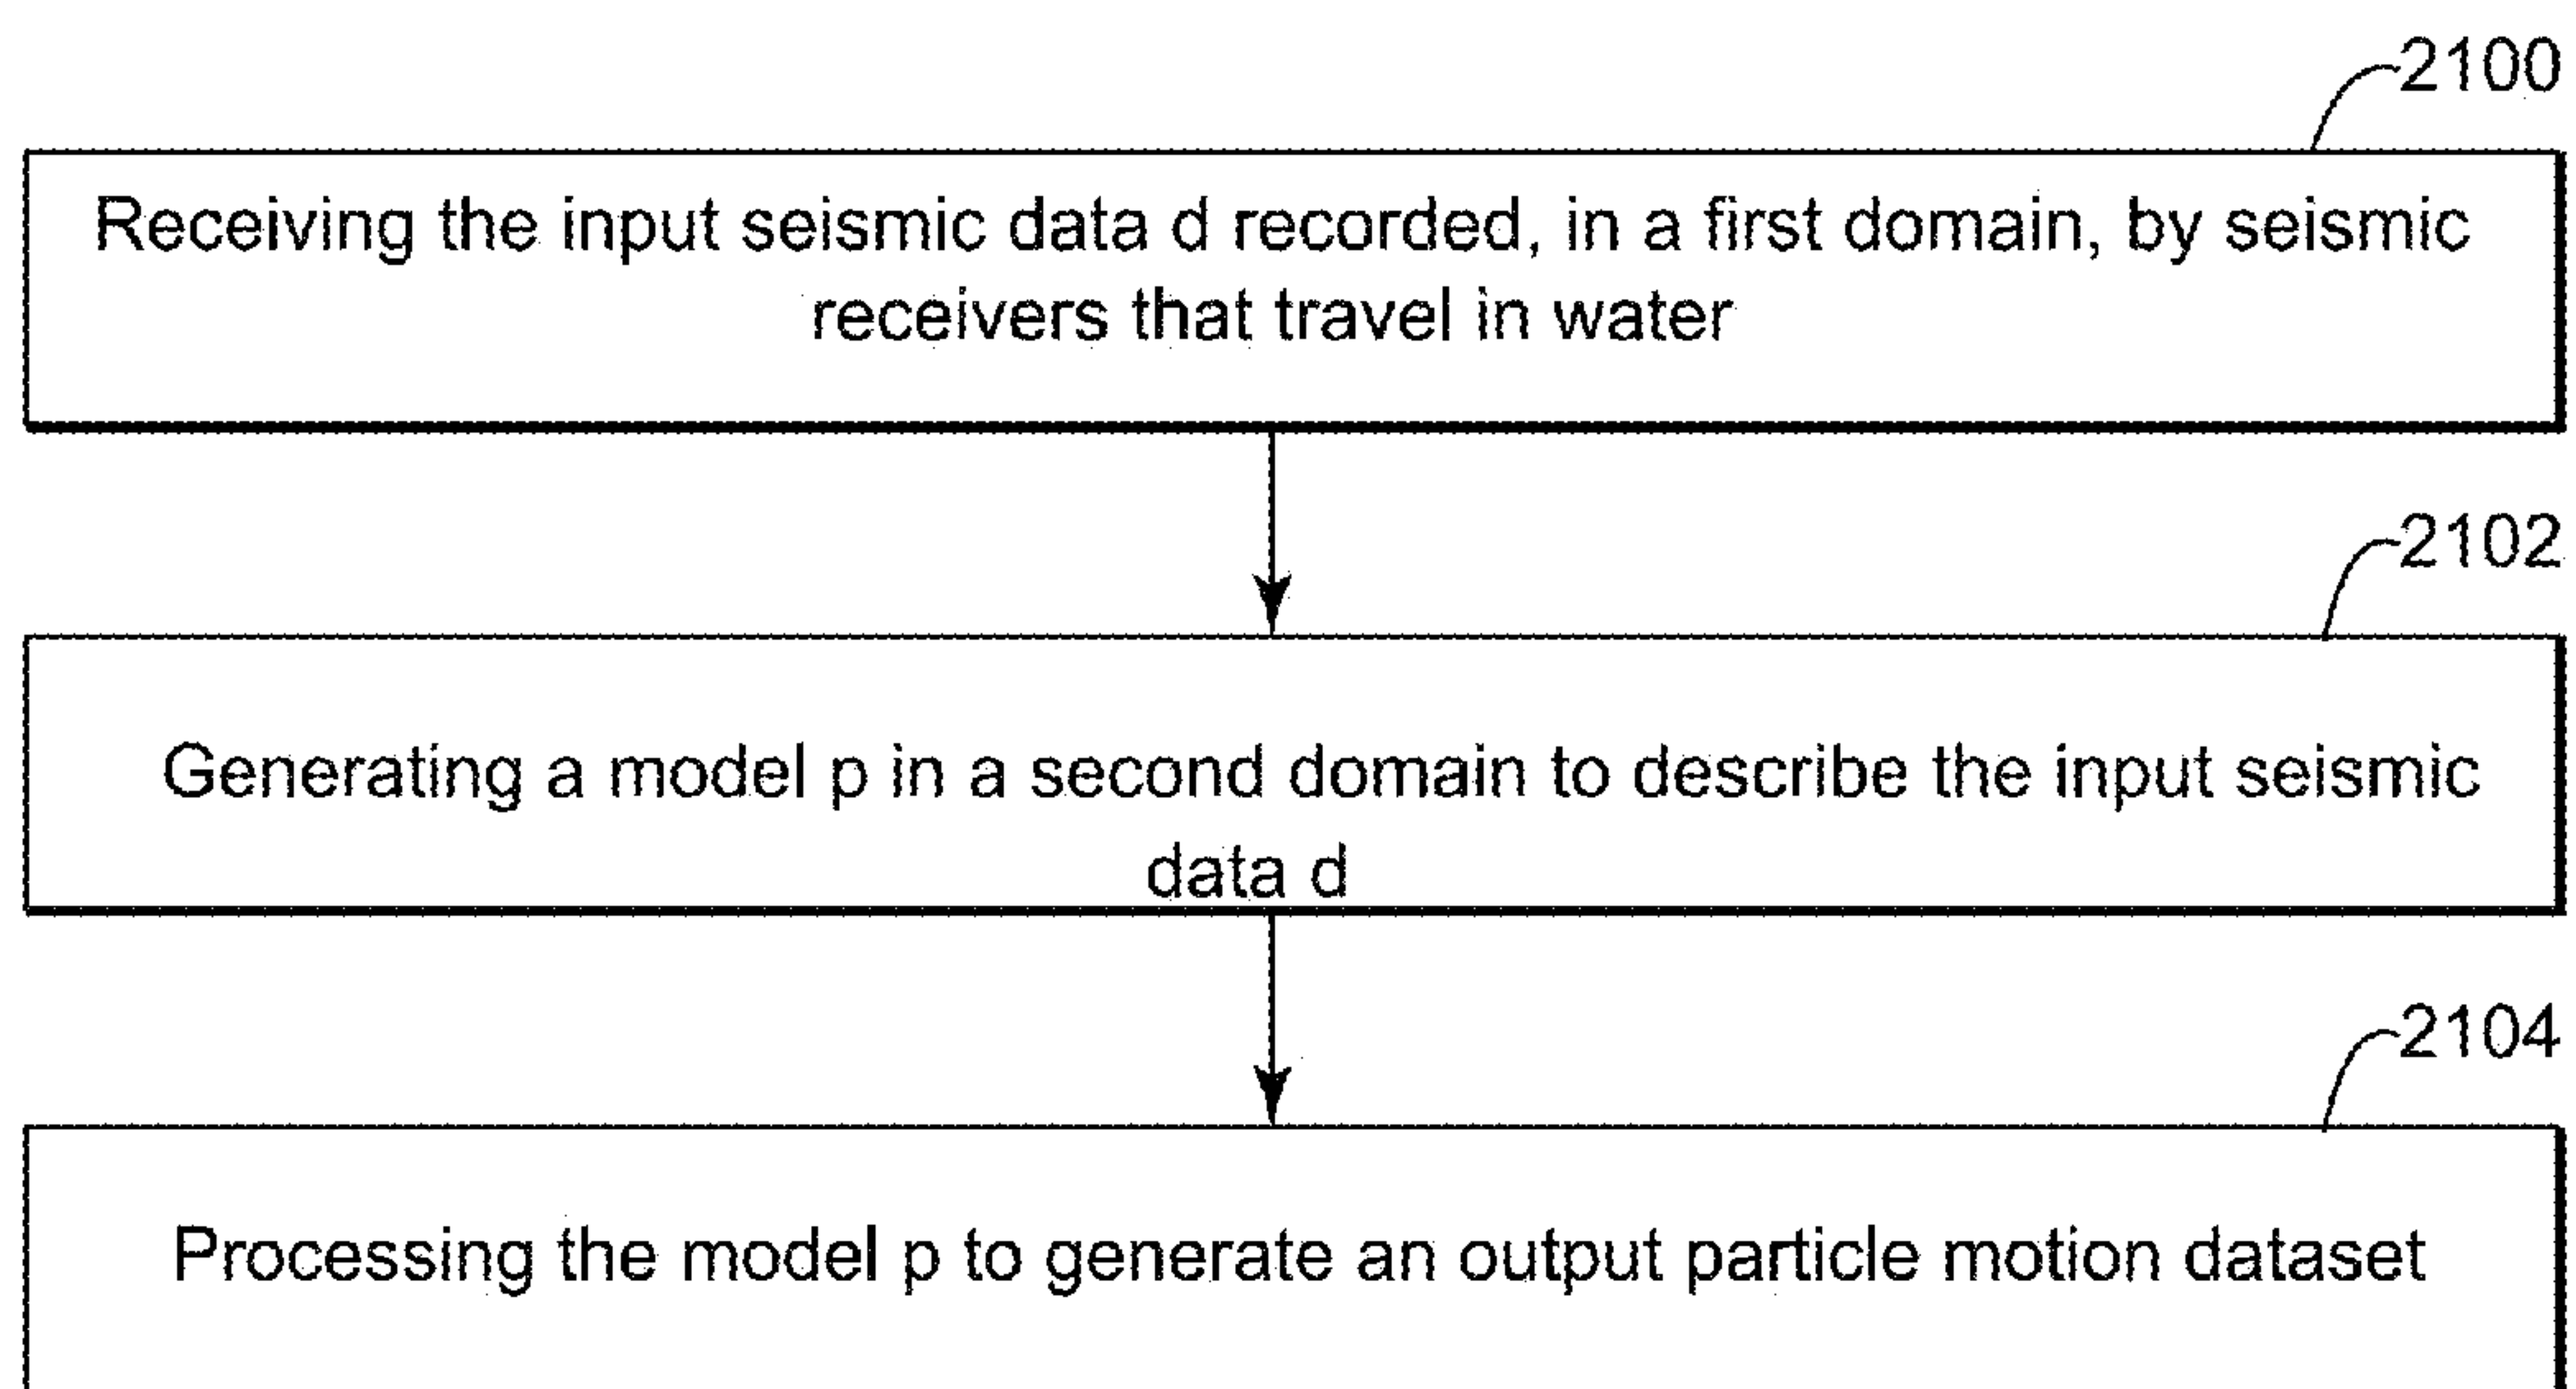 2100
Receiving the input seismic data d recorded, in a first domain, by seismic
receivers that travel in water
2102
Generating a model p in a second domain to describe the input seismic
data d
2104
Processing the model p to generate an output particle motion dataset